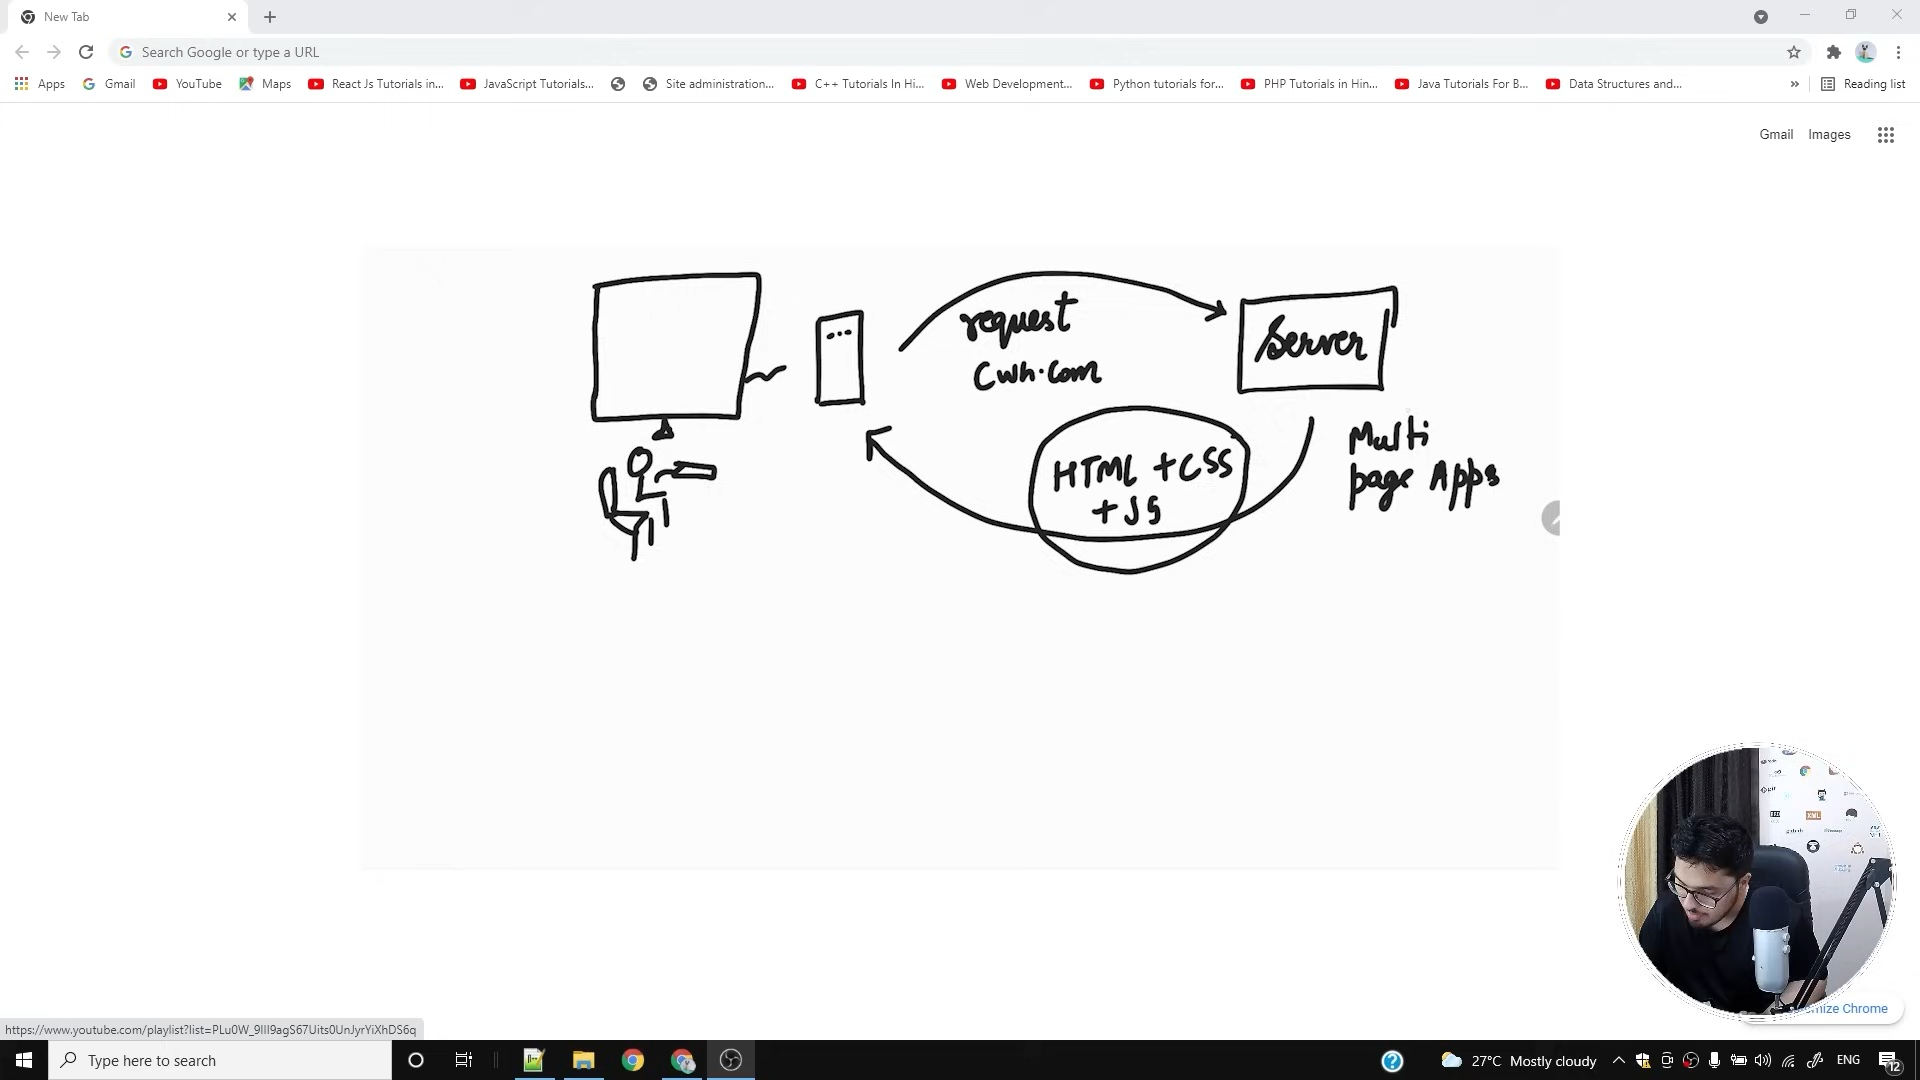 New Tab
Search Google or type a URL
Apps Gmail YouTube Maps React Js Tutorials in... JavaScript Tutorials... Site administration... C++ Tutorials In Hi... Web Development... Python tutorials for... PHP Tutorials in Hin... Java Tutorials For B... Data Structures and... » Reading list
Gmail Images
request
cwh.com
Server
HTML + CSS
+ JS
Multi
page Apps
mize Chrome
https://www.youtube.com/playlist?list=PLu0W_9lII9agS67Uits0UnJyrYiXhDS6q
Type here to search
27°C Mostly cloudy
ENG
12